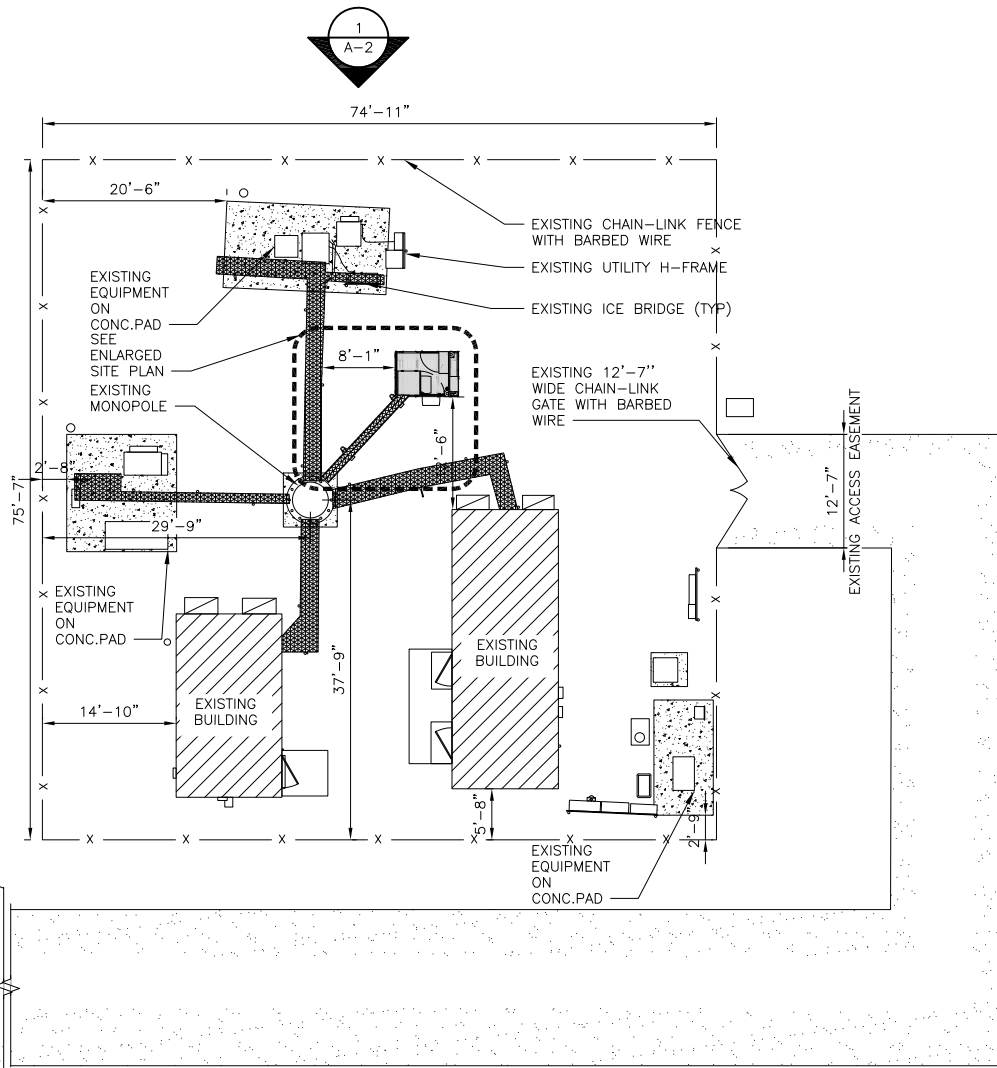 1
A-2
74'-11"
20'-6"
EXISTING CHAIN-LINK FENCE
WITH BARBED WIRE
EXISTING UTILITY H-FRAME
EXISTING ICE BRIDGE (TYP)
EXISTING
EQUIPMENT
ON
CONC.PAD
SEE
ENLARGED
SITE PLAN
EXISTING
MONOPOLE
8'-1"
EXISTING 12'-7''
WIDE CHAIN-LINK
GATE WITH BARBED
WIRE
2'-8"
75'-7"
29'-9"
12'-7"
EXISTING ACCESS EASEMENT
EXISTING
EQUIPMENT
ON
CONC.PAD
37'-9"
EXISTING
BUILDING
EXISTING
BUILDING
14'-10"
5'-8"
2'-9"
EXISTING
EQUIPMENT
ON
CONC.PAD